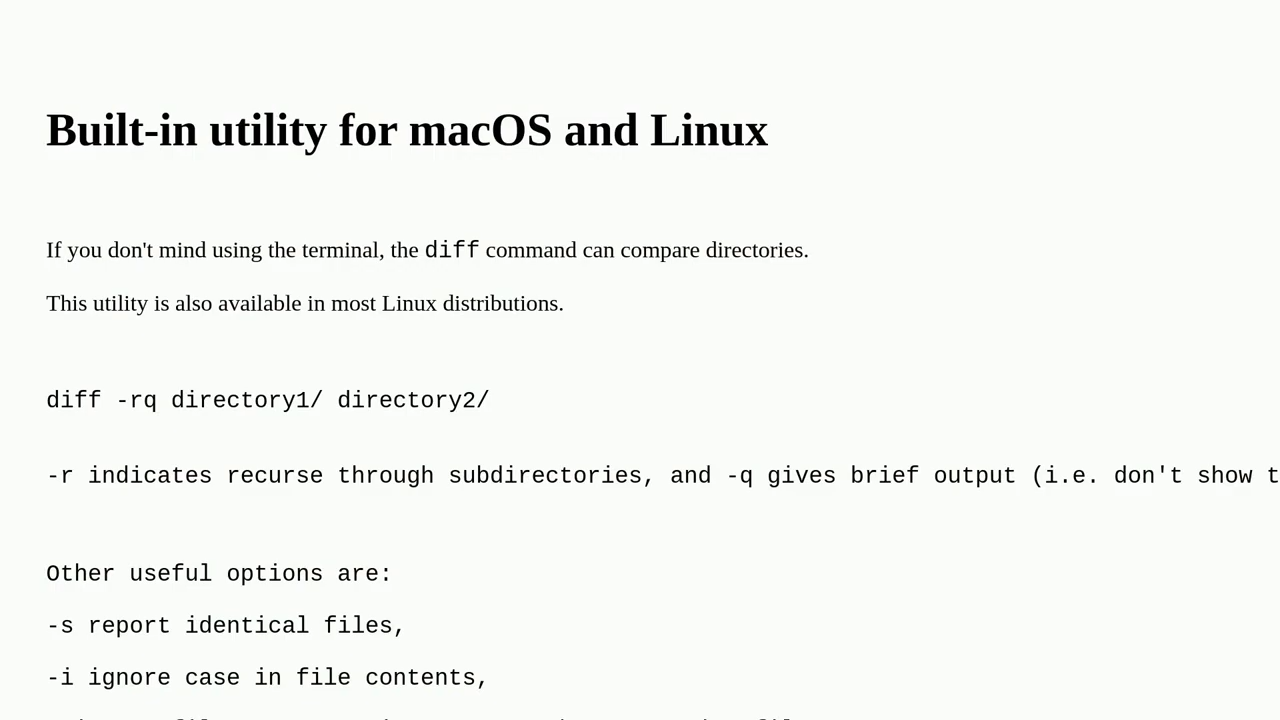 Built-in utility for macOS and Linux
If you don't mind using the terminal, the diff command can compare directories.
This utility is also available in most Linux distributions.
diff -rq directory1/ directory2/
-r indicates recurse through subdirectories, and -q gives brief output (i.e. don't show
Other useful options are:
-s report identical files,
-i ignore case in file contents,